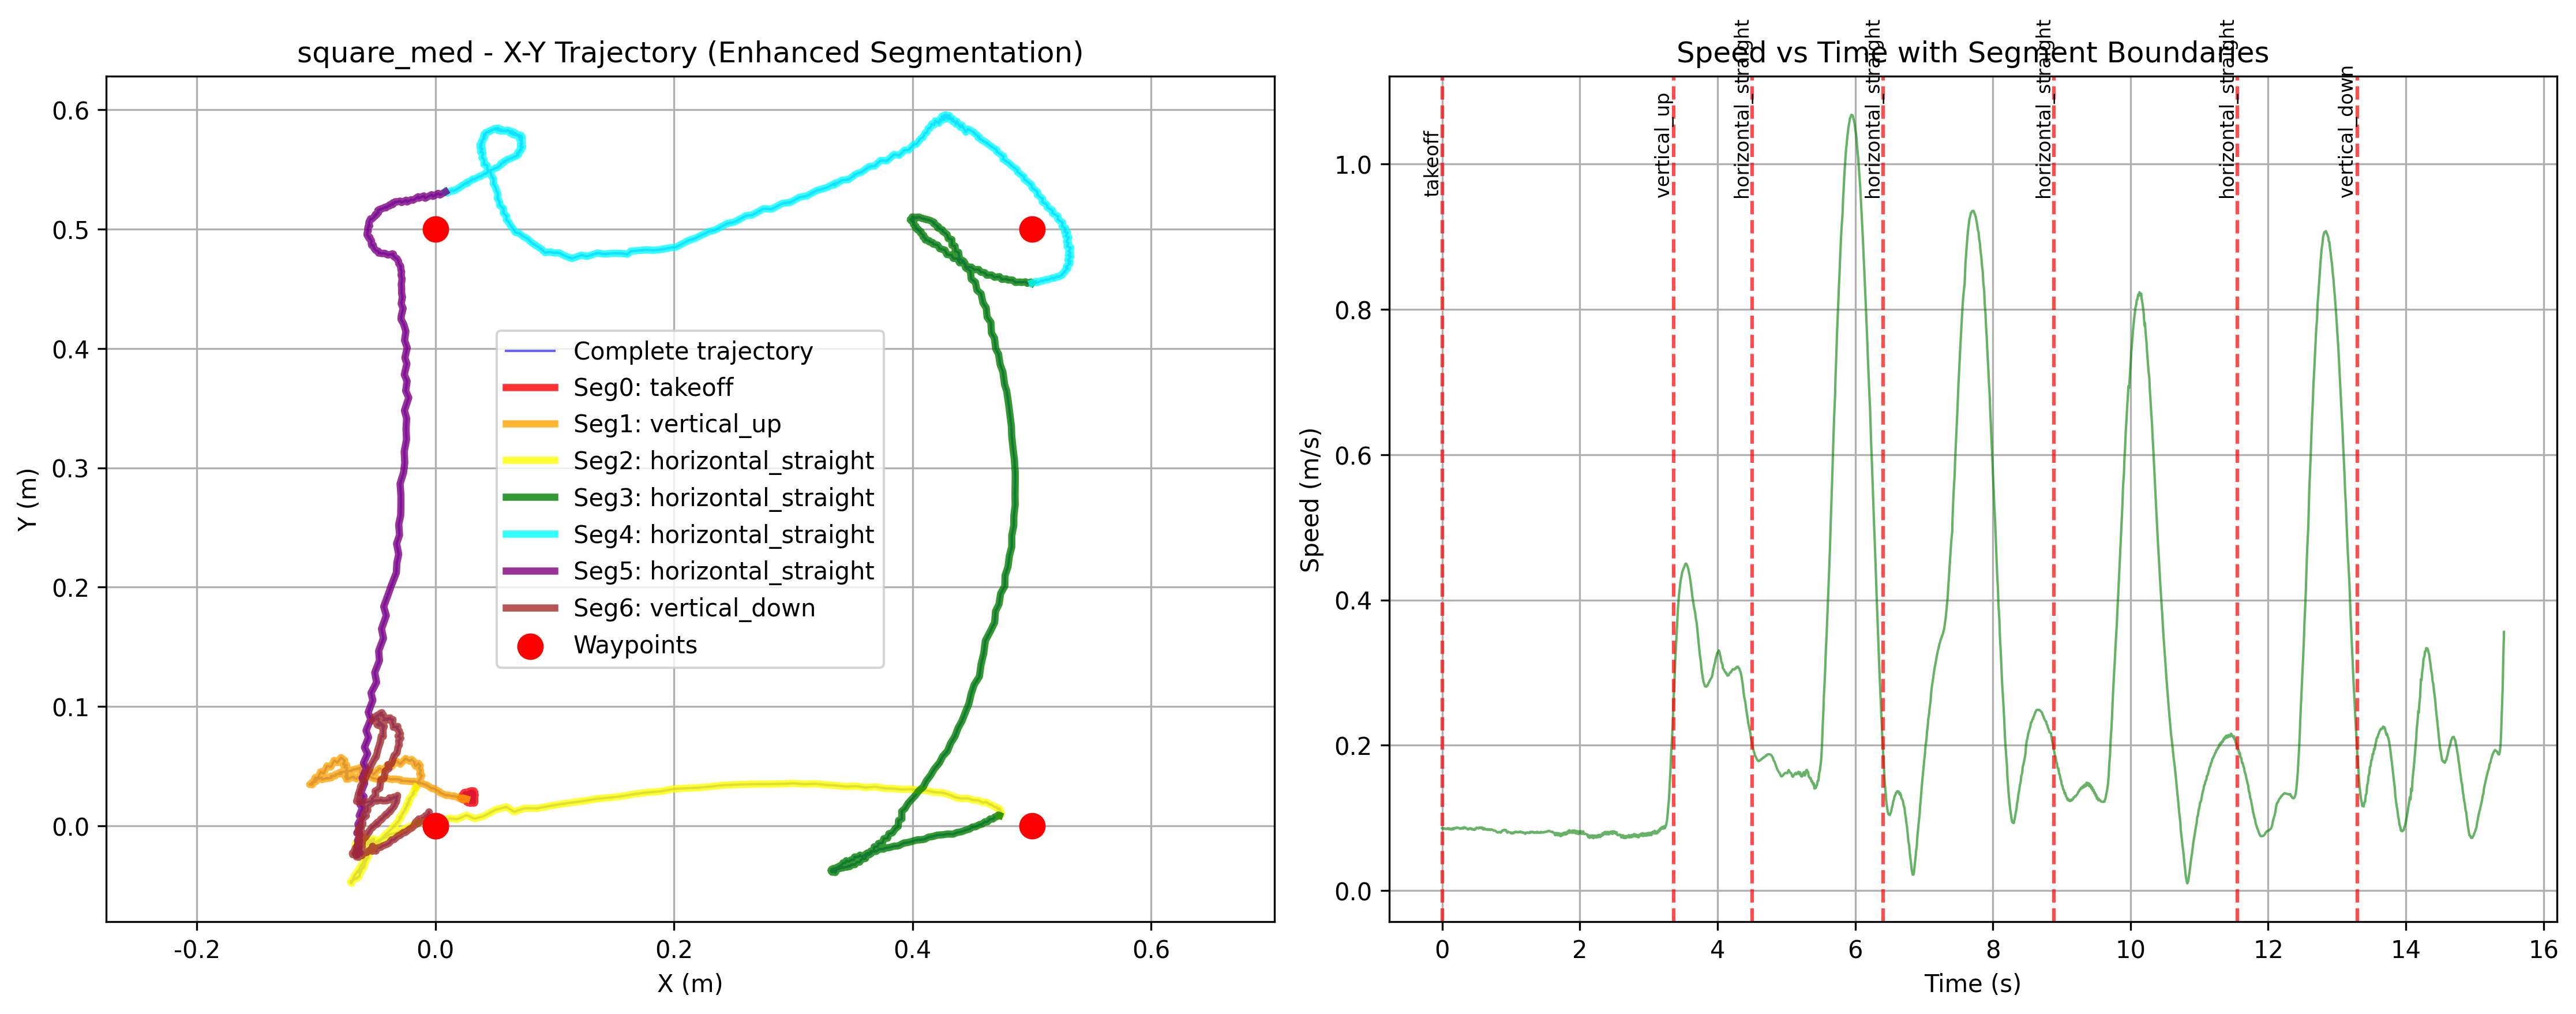 square_med - X-Y Trajectory (Enhanced Segmentation)
0.6
0.5
0.4
0.3
0.2
0.1
0.0
Y (m)
-0.2
0.0
0.2
0.4
0.6
X (m)
Complete trajectory
Seg0: takeoff
Seg1: vertical_up
Seg2: horizontal_straight
Seg3: horizontal_straight
Seg4: horizontal_straight
Seg5: horizontal_straight
Seg6: vertical_down
Waypoints
Speed vs Time with Segment Boundaries
takeoff
vertical_up
horizontal_straight
horizontal_straight
horizontal_straight
horizontal_straight
vertical_down
1.0
0.8
0.6
0.4
0.2
0.0
Speed (m/s)
0
2
4
6
8
10
12
14
16
Time (s)